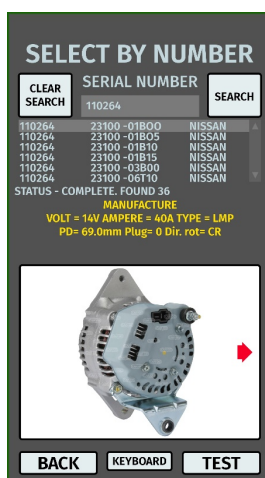 SELECT BY NUMBER
CLEAR SEARCH
SERIAL NUMBER
110264
SEARCH
110264 23100 -01BOO NISSAN
110264 23100 -01BO5 NISSAN
110264 23100 -01B10 NISSAN
110264 23100 -01B15 NISSAN
110264 23100 -03B00 NISSAN
110264 23100 -06T10 NISSAN
STATUS - COMPLETE. FOUND 36
MANUFACTURE
VOLT = 14V AMPERE = 40A TYPE = LMP
PD= 69.0mm Plug= 0 Dir. rot= CR
BACK
KEYBOARD
TEST